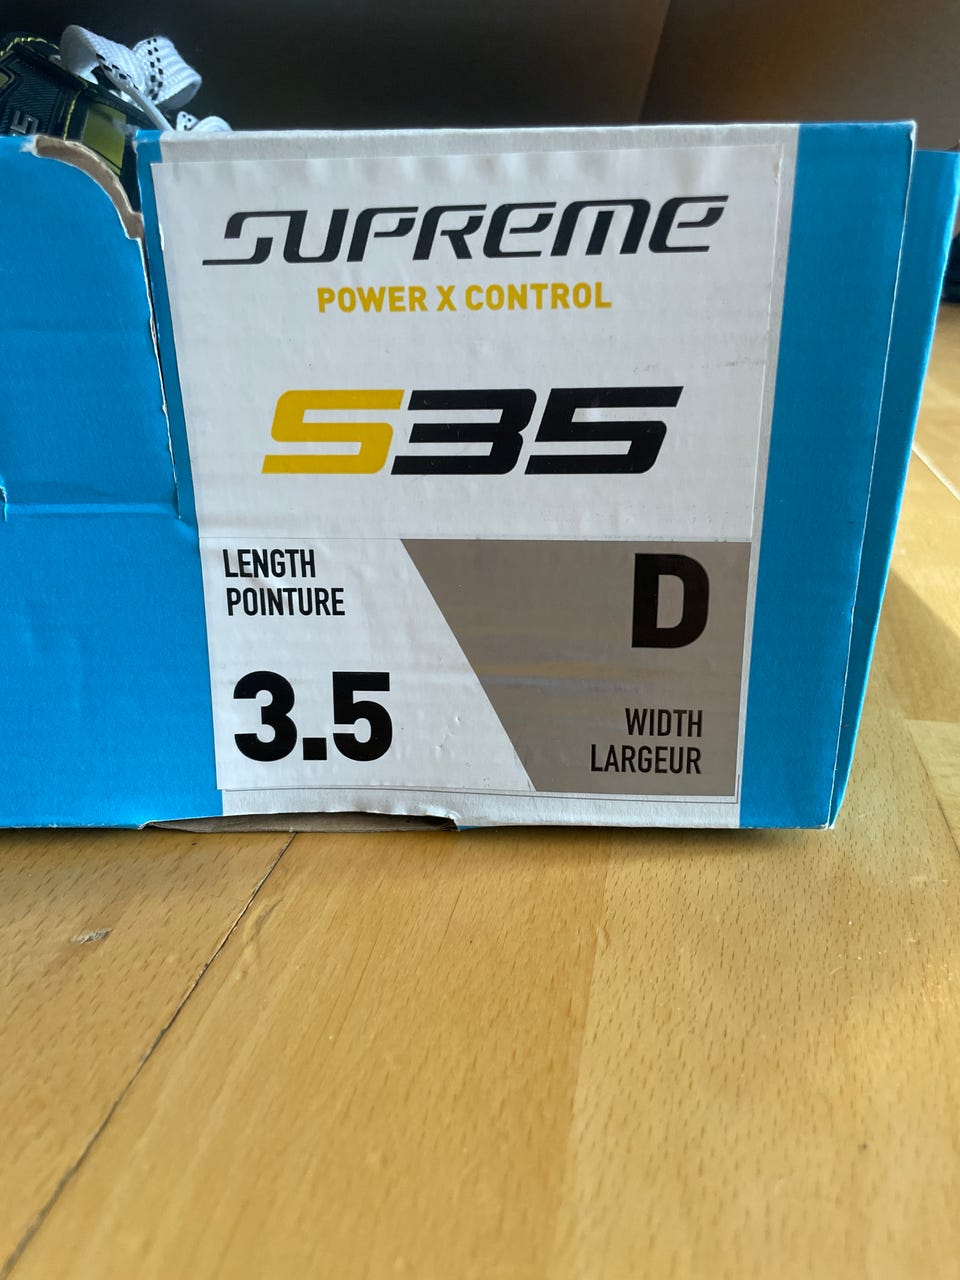 SUPREME
POWER X CONTROL
S35
LENGTH
POINTURE
3.5
D
WIDTH
LARGEUR